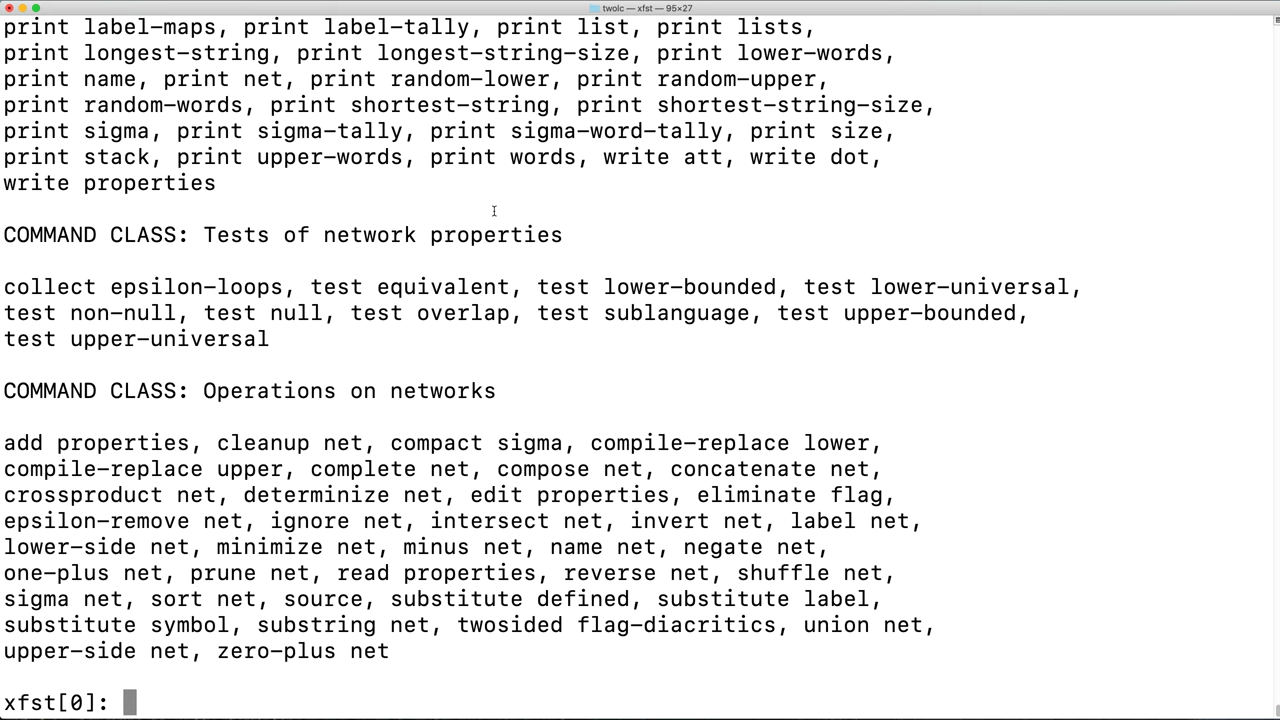 twolc — xfst — 95×27
print label-maps, print label-tally, print list, print lists,
print longest-string, print longest-string-size, print lower-words,
print name, print net, print random-lower, print random-upper,
print random-words, print shortest-string, print shortest-string-size,
print sigma, print sigma-tally, print sigma-word-tally, print size,
print stack, print upper-words, print words, write att, write dot,
write properties
COMMAND CLASS: Tests of network properties
collect epsilon-loops, test equivalent, test lower-bounded, test lower-universal,
test non-null, test null, test overlap, test sublanguage, test upper-bounded,
test upper-universal
COMMAND CLASS: Operations on networks
add properties, cleanup net, compact sigma, compile-replace lower,
compile-replace upper, complete net, compose net, concatenate net,
crossproduct net, determinize net, edit properties, eliminate flag,
epsilon-remove net, ignore net, intersect net, invert net, label net,
lower-side net, minimize net, minus net, name net, negate net,
one-plus net, prune net, read properties, reverse net, shuffle net,
sigma net, sort net, source, substitute defined, substitute label,
substitute symbol, substring net, twosided flag-diacritics, union net,
upper-side net, zero-plus net
xfst[0]: